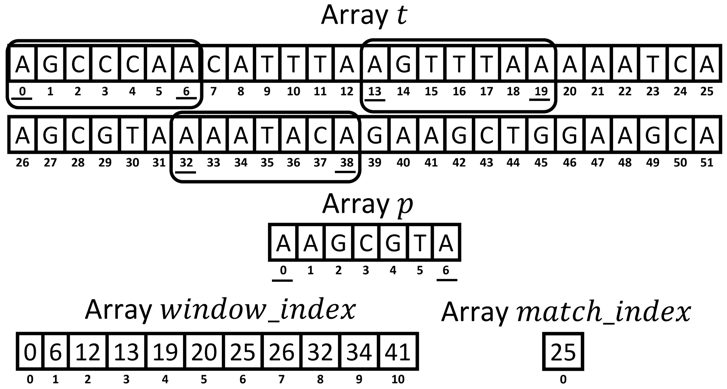 Array t
A G C C C A A C A T T T A A G T T T A A A A A T C A
0 1 2 3 4 5 6 7 8 9 10 11 12 13 14 15 16 17 18 19 20 21 22 23 24 25
A G C G T A A A A T A C A G A A G C T G G A A G C A
26 27 28 29 30 31 32 33 34 35 36 37 38 39 40 41 42 43 44 45 46 47 48 49 50 51
Array p
A A G C G T A
0 1 2 3 4 5 6
Array window_index
0 6 12 13 19 20 25 26 32 34 41
0 1 2 3 4 5 6 7 8 9 10
Array match_index
25
0